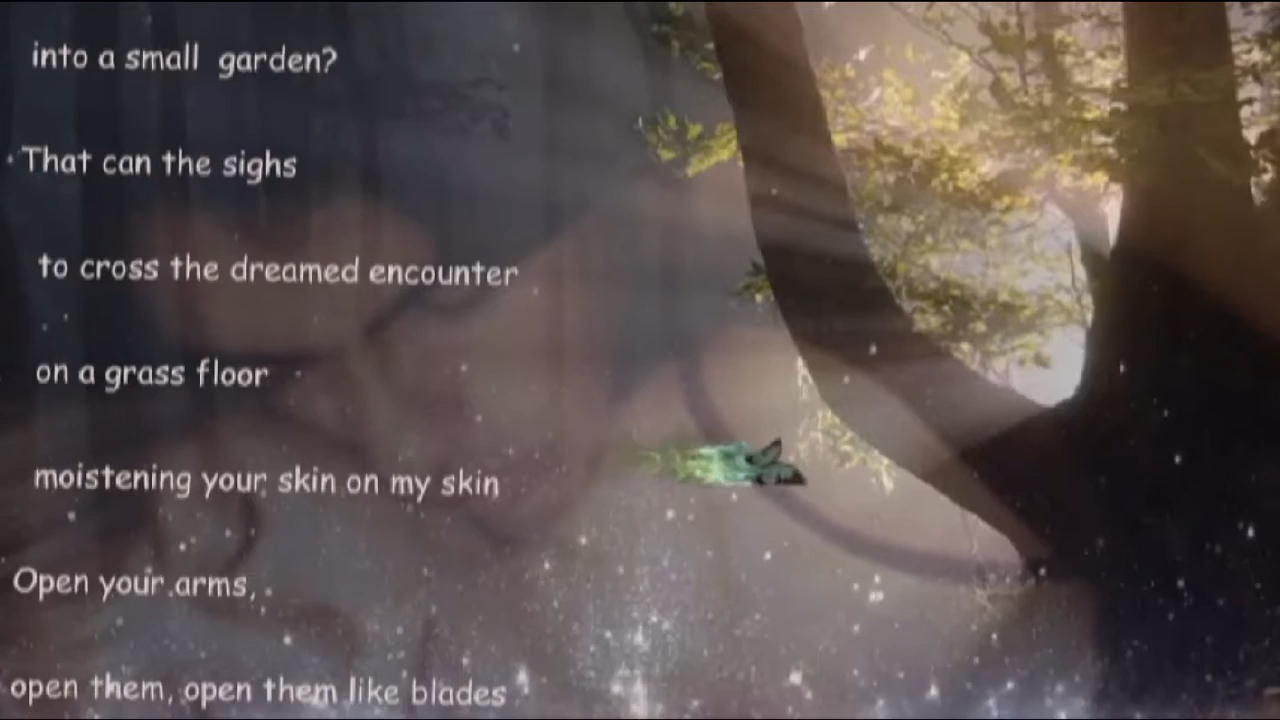 into a small garden?
That can the sighs
to cross the dreamed encounter
on a grass floor
moistening your skin on my skin
Open your arms,
open them, open them like blades